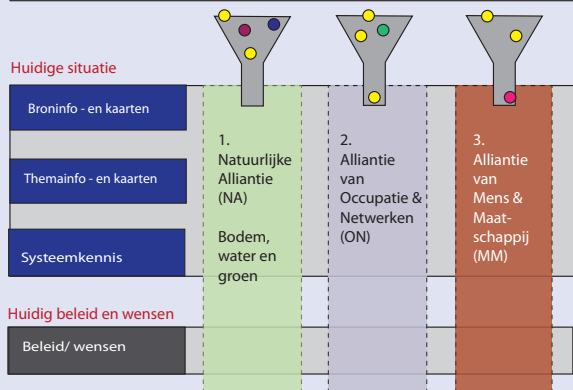 Huidige situatie
Broninfo - en kaarten
Themainfo - en kaarten
Systeemkennis
1.
Natuurlijke
Alliantie
(NA)
Bodem,
water en
groen
2.
Alliantie
van
Occupatie &
Netwerken
(ON)
3.
Alliantie
van
Mens &
Maat-
schappij
(MM)
Huidig beleid en wensen
Beleid/ wensen